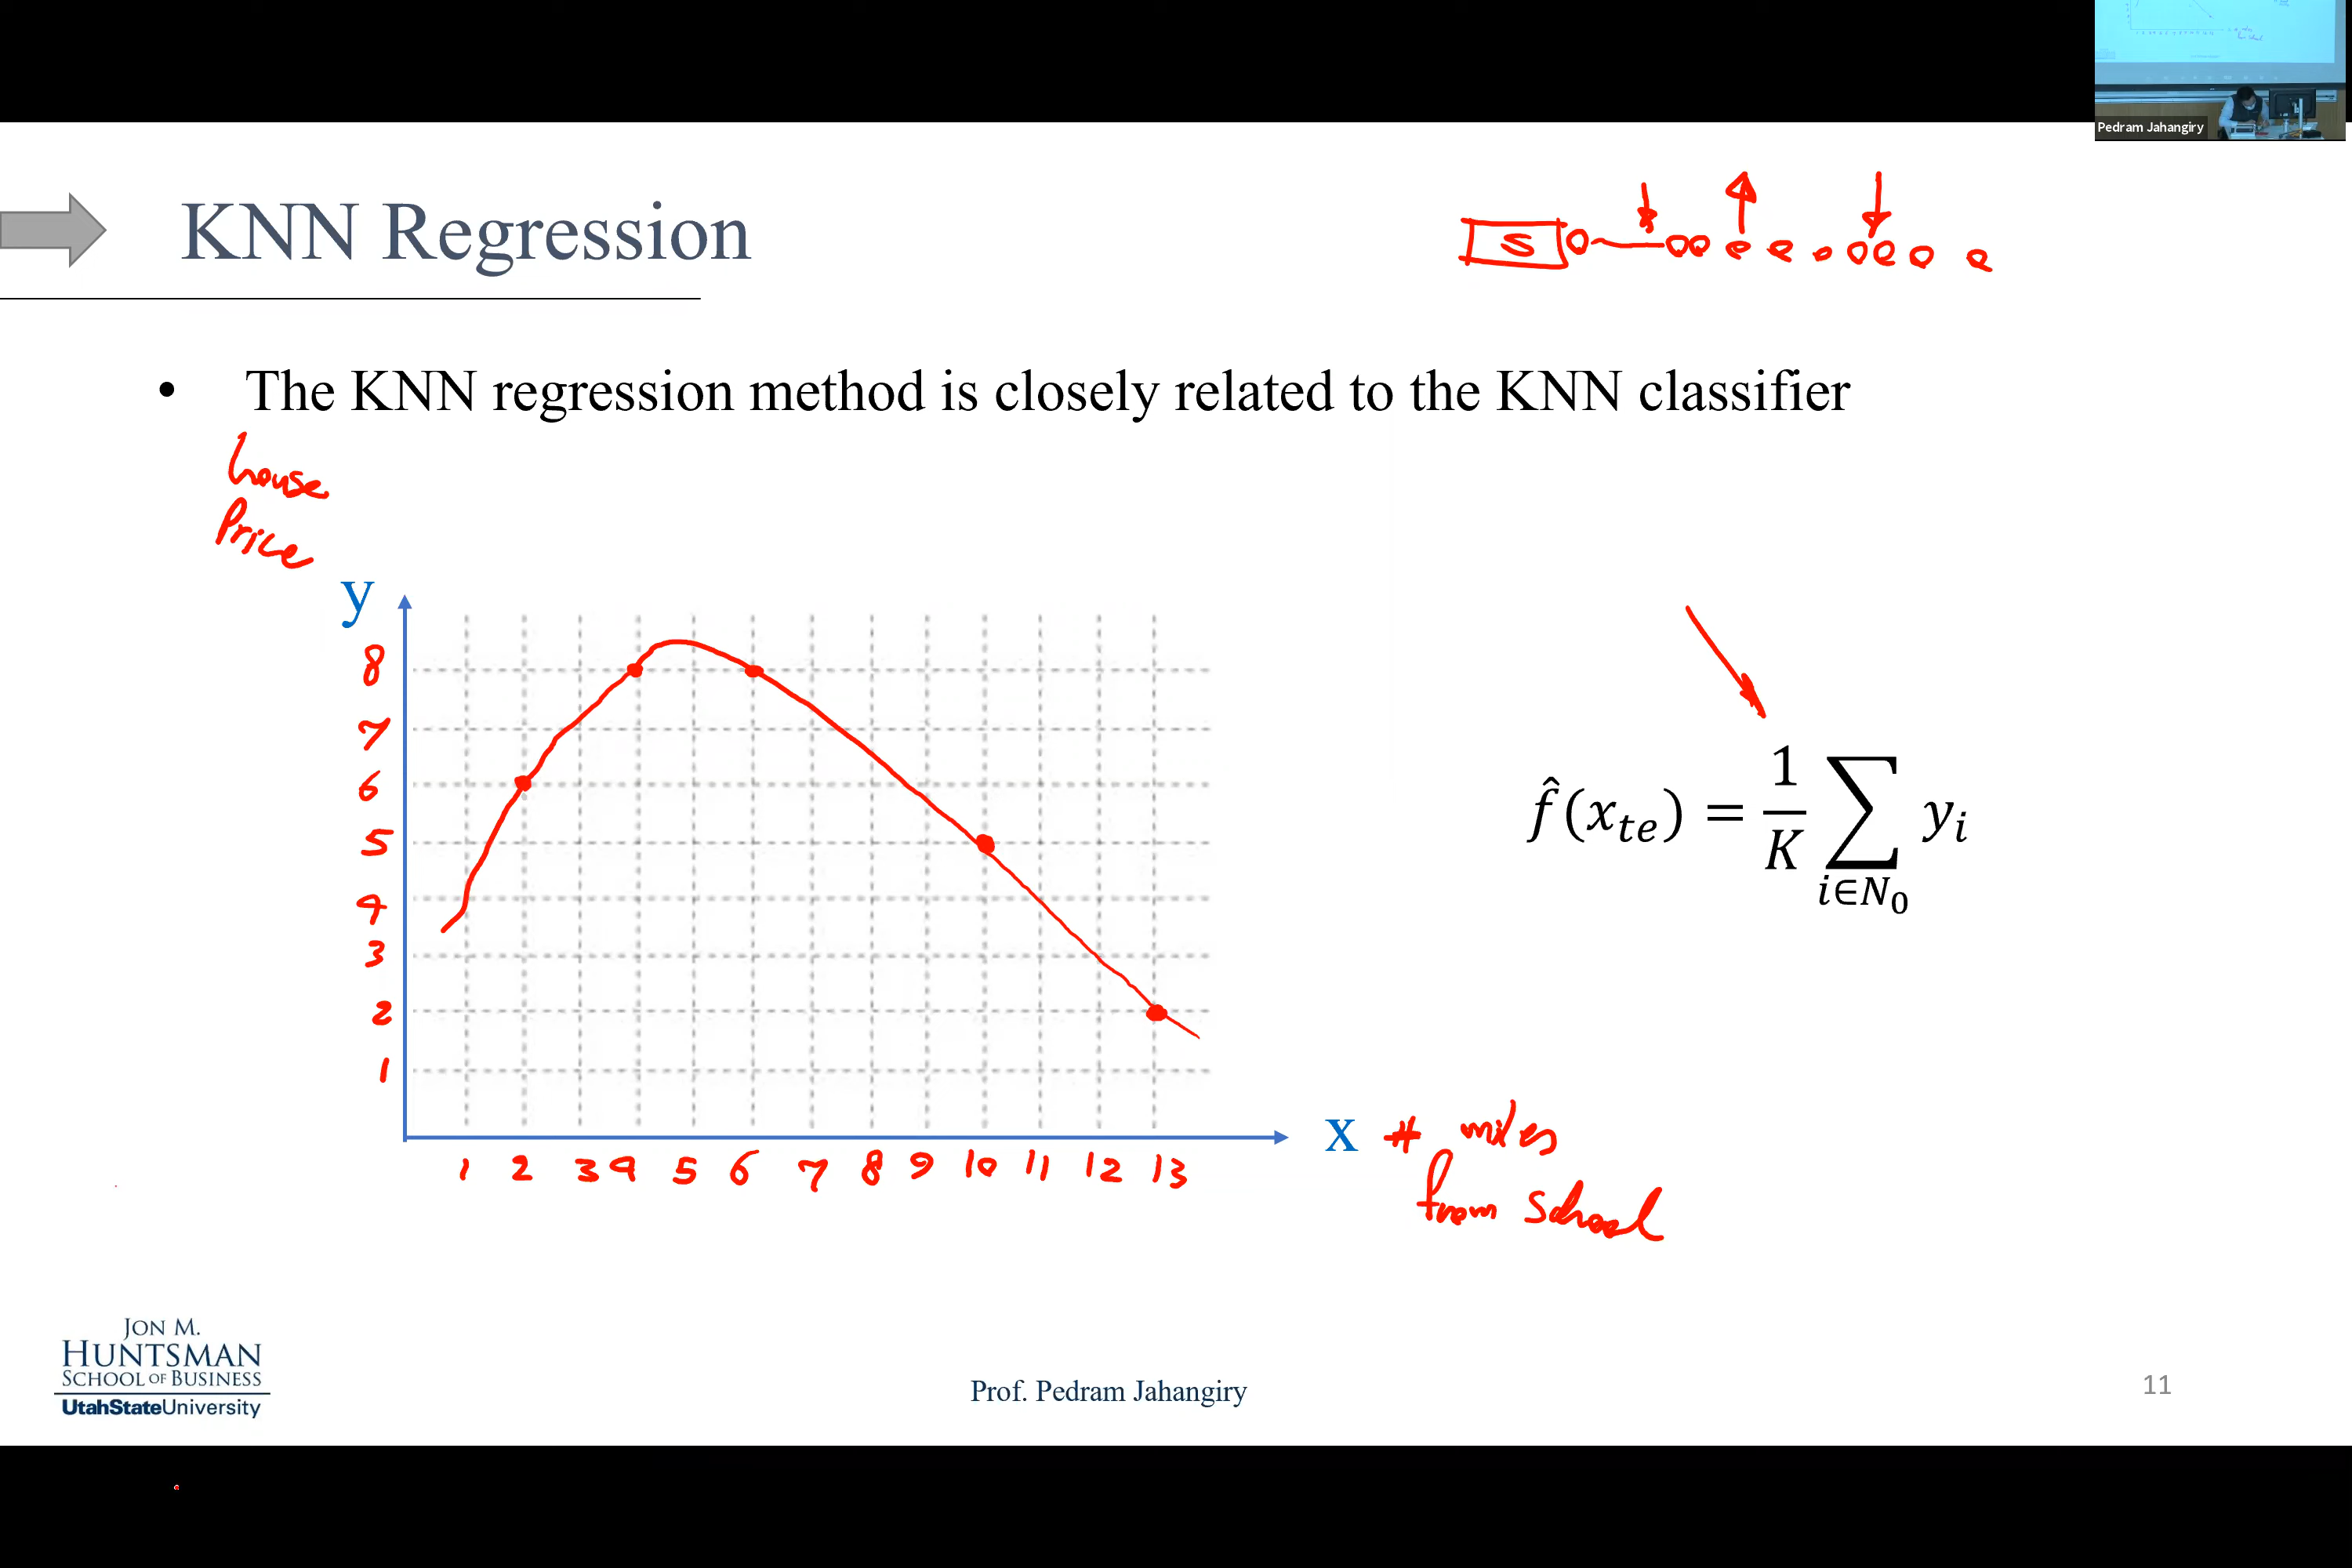 Pedram Jahangiry
KNN Regression
S
• The KNN regression method is closely related to the KNN classifier
house
Price
y
8
7
6
5
4
3
2
1
1 2 3 4 5 6 7 8 9 10 11 12 13
x # miles
from school
f̂(x_te) = 1/K ∑_{i∈N_0} y_i
JON M.
HUNTSMAN
SCHOOL OF BUSINESS
UtahStateUniversity
Prof. Pedram Jahangiry
11